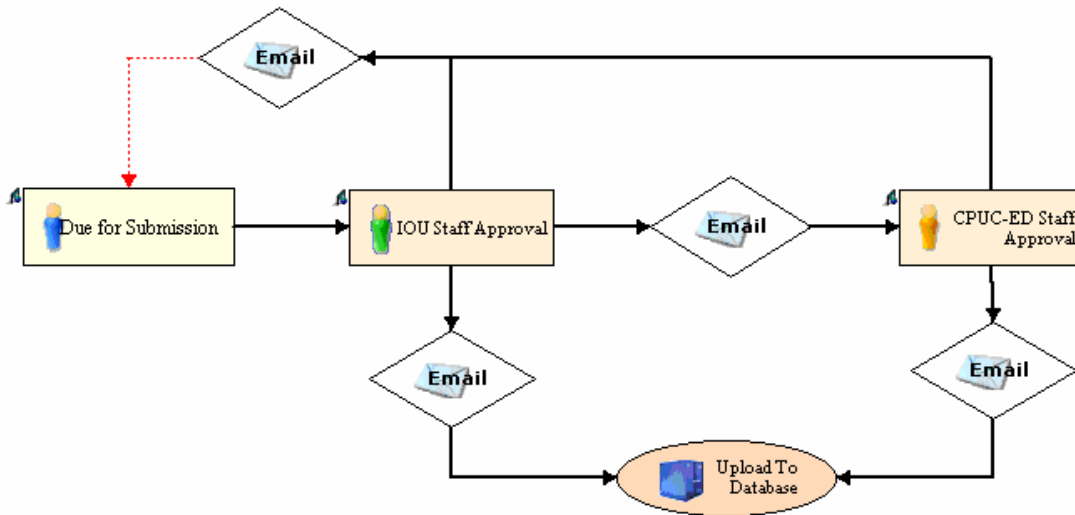 Email
Due for Submission
IOU Staff Approval
Email
CPUC-ED Staff
Approval
Email
Email
Upload To
Database